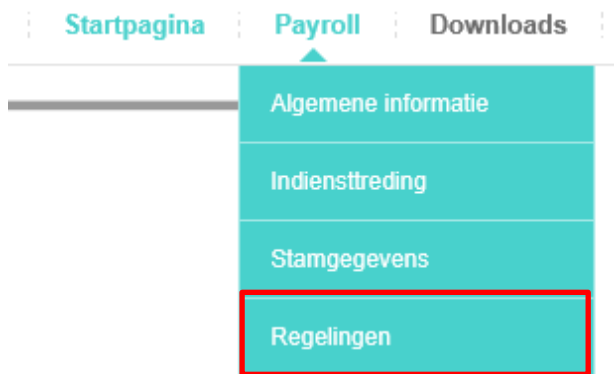 Startpagina Payroll Downloads
Algemene informatie
Indiensttreding
Stamgegevens
Regelingen